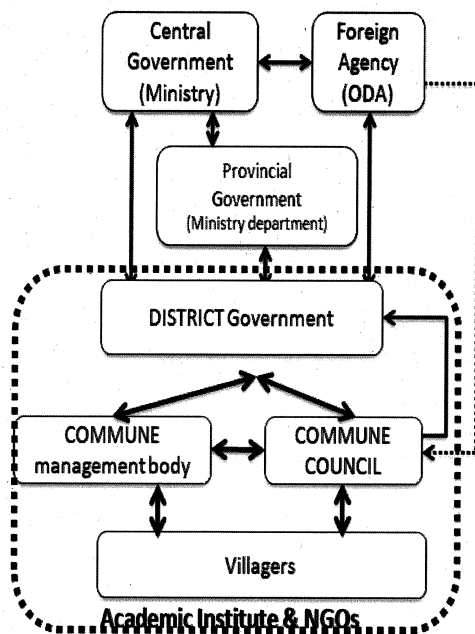 Central
Government
(Ministry)
Foreign
Agency
(ODA)
Provincial
Government
(Ministry department)
DISTRICT Government
COMMUNE
management body
COMMUNE
COUNCIL
Villagers
Academic Institute & NGOs